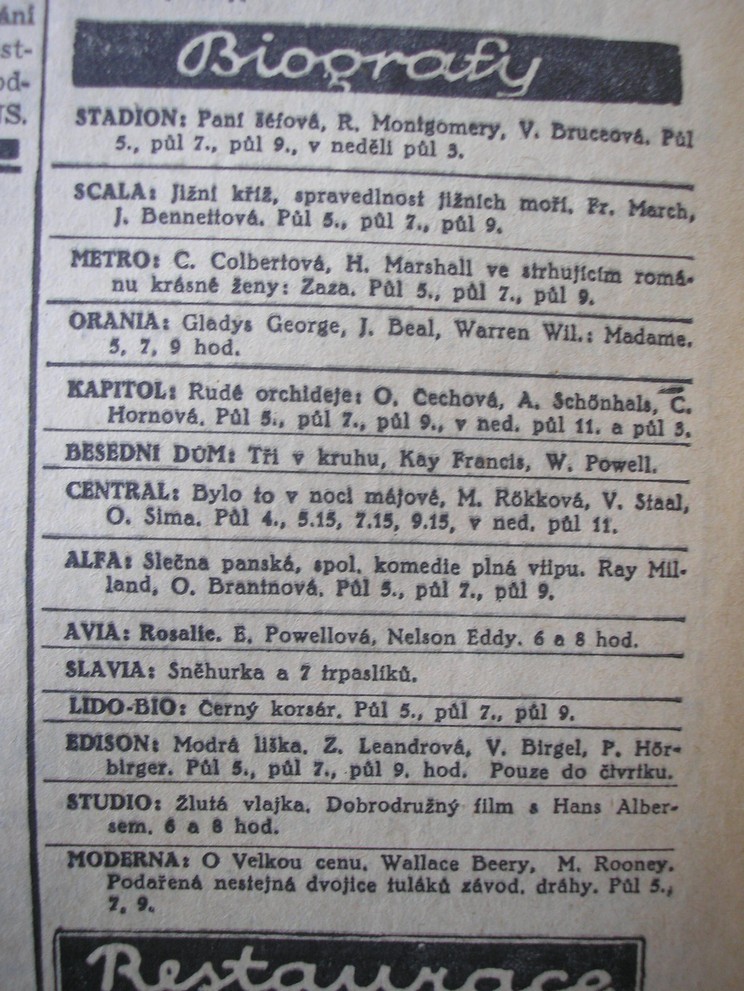 ání
st-
od-
US.
Biografy
STADION: Paní šéfová, R. Montgomery, V. Bruceová. Půl
5., půl 7., půl 9., v neděli půl 3.
SCALA: Jižní kříž, spravedlnost jižních moří. Fr. March,
J. Bennettová. Půl 5., půl 7., půl 9.
METRO: C. Colbertová, H. Marshall ve strhujícím romá-
nu krásné ženy: Zaza. Půl 5., půl 7., půl 9.
ORANIA: Gladys George, J. Beal, Warren Wil.: Madame.
5, 7, 9 hod.
KAPITOL: Rudé orchideje: O. Čechová, A. Schönhals, C.
Hornová. Půl 5., půl 7., půl 9., v ned. půl 11. a půl 3.
BESEDNÍ DŮM: Tři v kruhu, Kay Francis, W. Powell.
CENTRAL: Bylo to v noci májové, M. Rökková, V. Staal,
O. Sima. Půl 4., 5.15, 7.15, 9.15, v ned. půl 11.
ALFA: Slečna panská, spol. komedie plná vtipu. Ray Mil-
land, O. Brantnová. Půl 5., půl 7., půl 9.
AVIA: Rosalie. E. Powellová, Nelson Eddy. 6 a 8 hod.
SLAVIA: Sněhurka a 7 trpaslíků.
LIDO-BIO: Černý korsár. Půl 5., půl 7., půl 9.
EDISON: Modrá liška. Z. Leandrová, V. Birgel, P. Hör-
birger. Půl 5., půl 7., půl 9. hod. Pouze do čtvrtku.
STUDIO: Žlutá vlajka. Dobrodružný film s Hans Alber-
sem. 6 a 8 hod.
MODERNA: O Velkou cenu. Wallace Beery, M. Rooney.
Podařená nestejná dvojice tuláků závod. dráhy. Půl 5.,
7, 9.
Restaurace